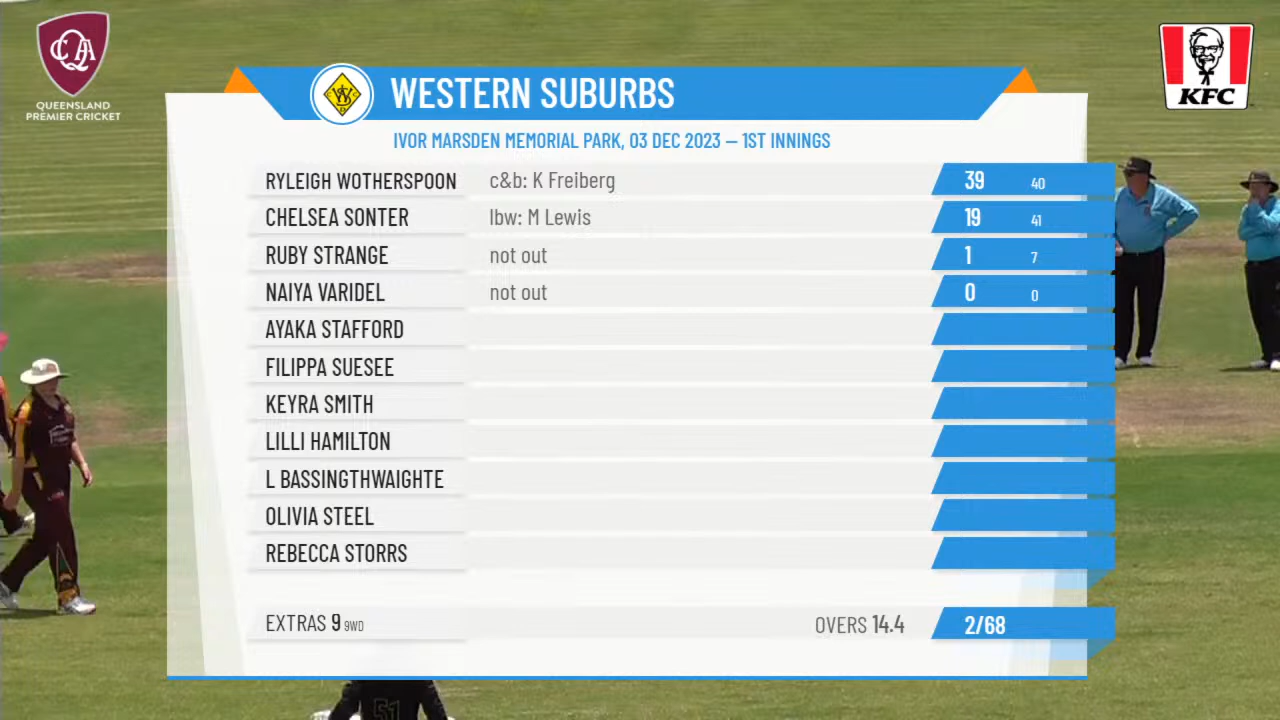 QUEENSLAND
PREMIER CRICKET
KFC
WESTERN SUBURBS
IVOR MARSDEN MEMORIAL PARK, 03 DEC 2023 – 1ST INNINGS
RYLEIGH WOTHERSPOON c&b: K Freiberg 39 40
CHELSEA SONTER lbw: M Lewis 19 41
RUBY STRANGE not out 1 7
NAIYA VARIDEL not out 0 0
AYAKA STAFFORD
FILIPPA SUESEE
KEYRA SMITH
LILLI HAMILTON
L BASSINGTHWAIGHTE
OLIVIA STEEL
REBECCA STORRS
EXTRAS 9 9WD OVERS 14.4 2/68
51